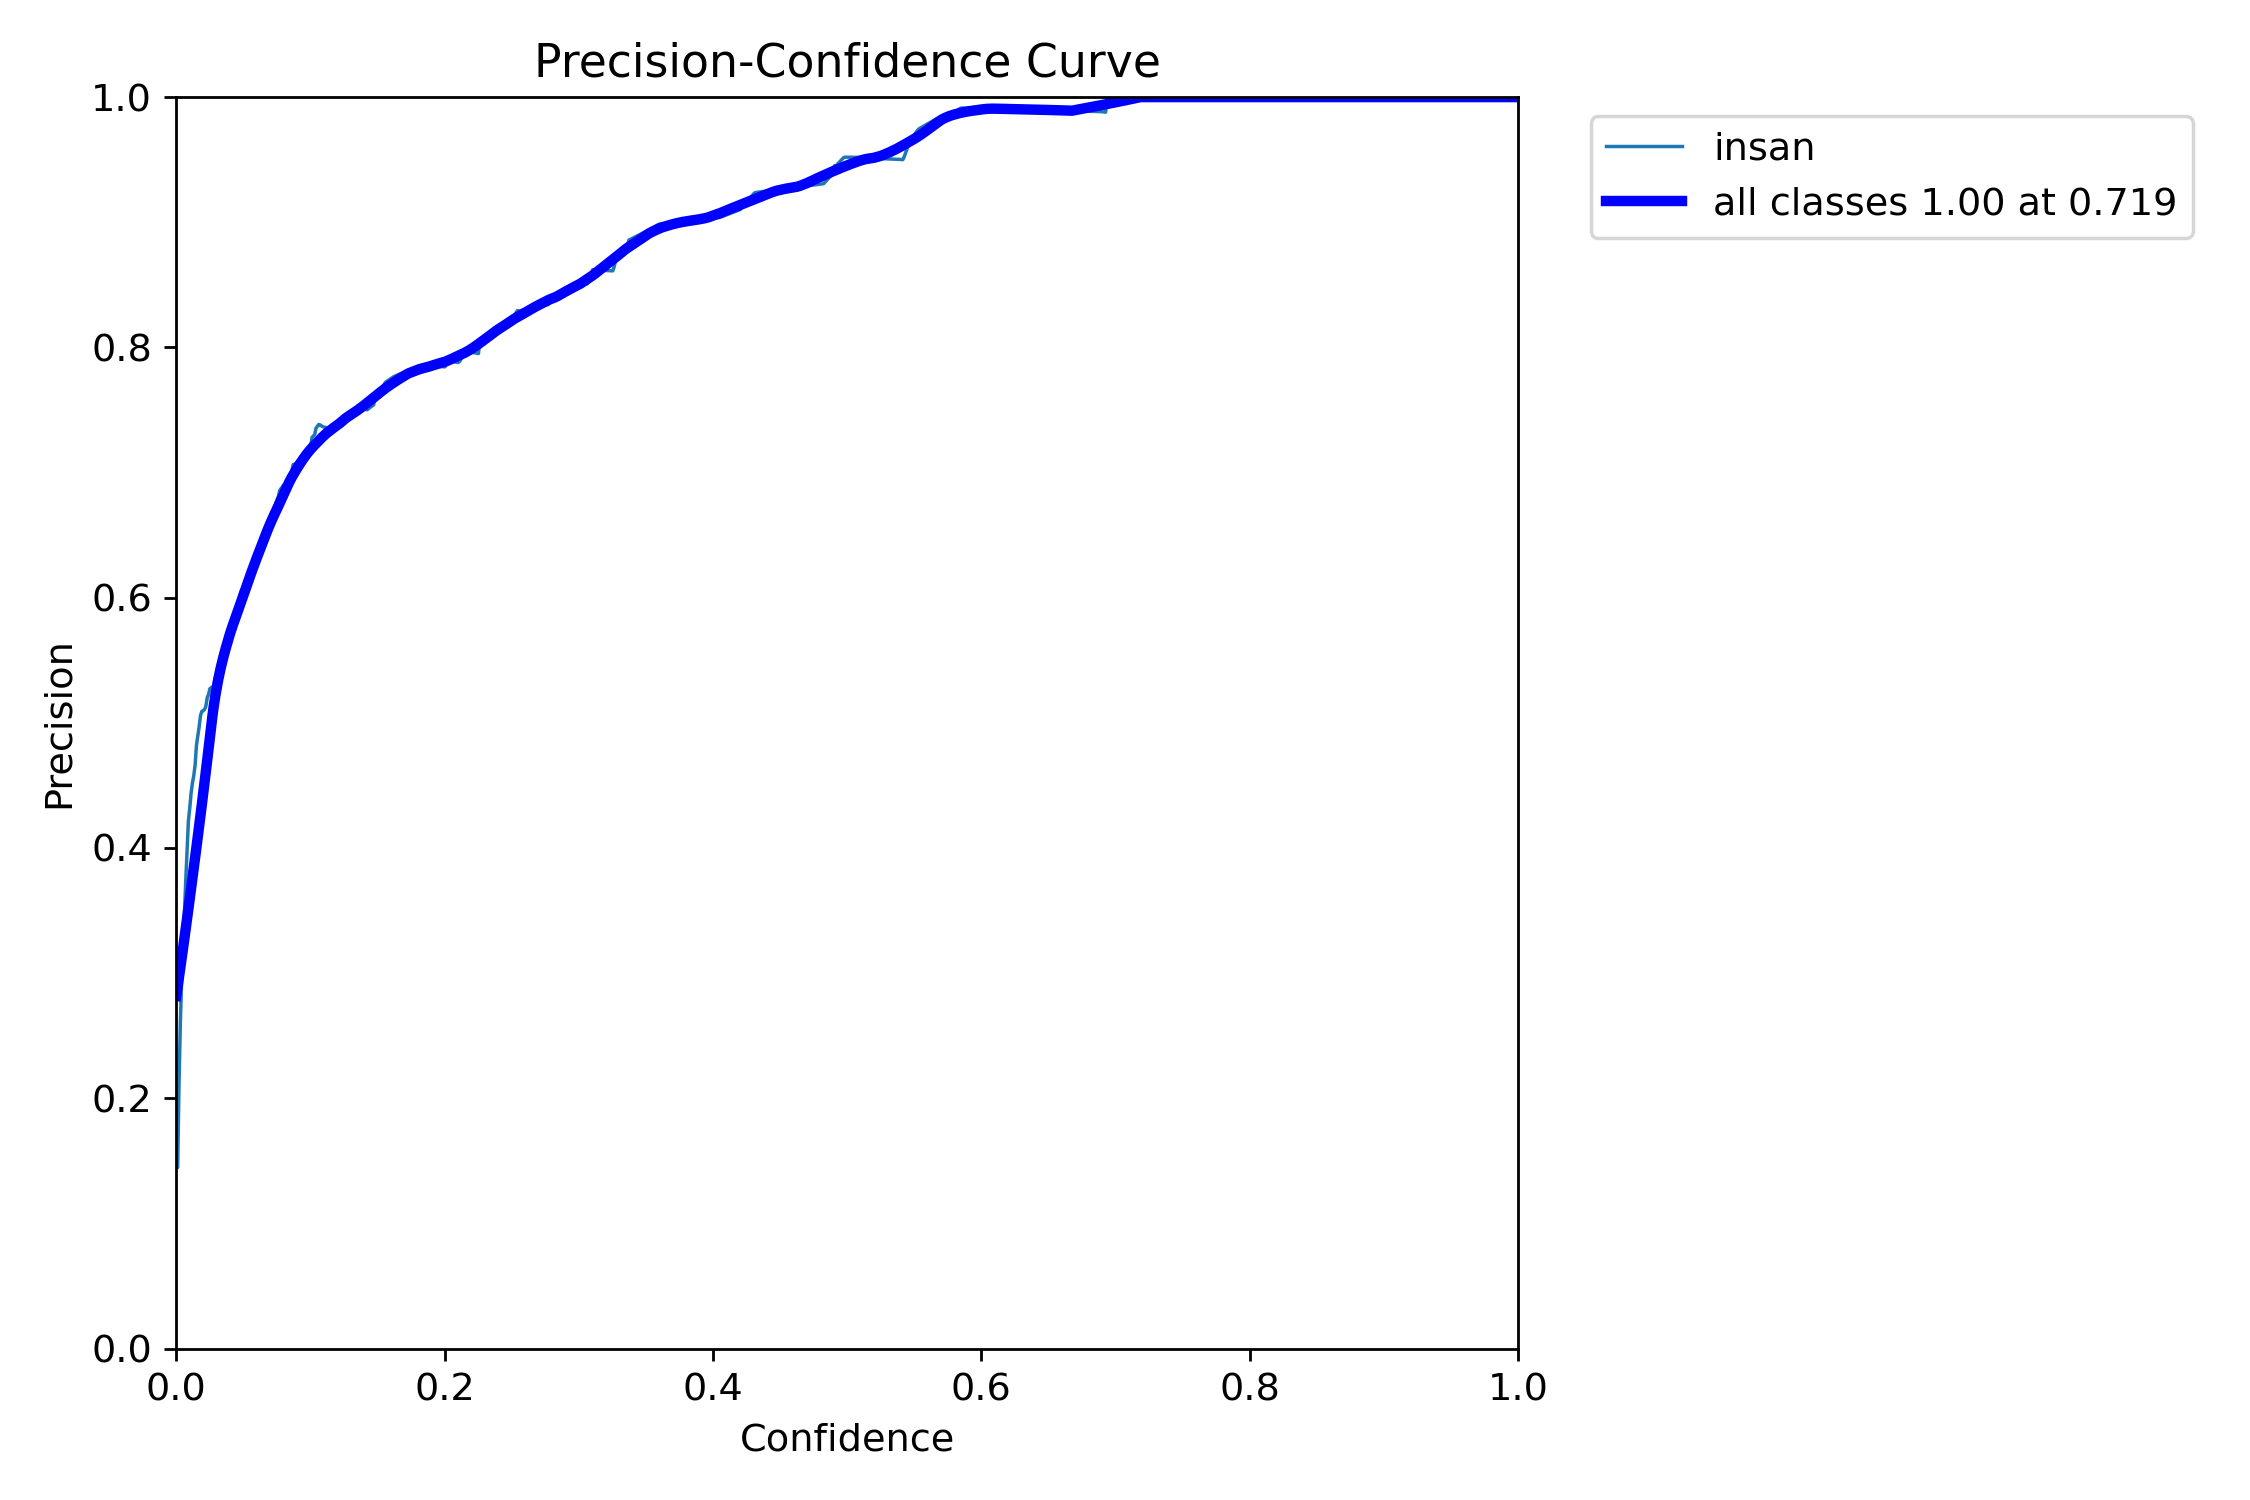 Precision-Confidence Curve
1.0
0.8
0.6
0.4
0.2
0.0
Precision
0.0 0.2 0.4 0.6 0.8 1.0
Confidence
insan
all classes 1.00 at 0.719